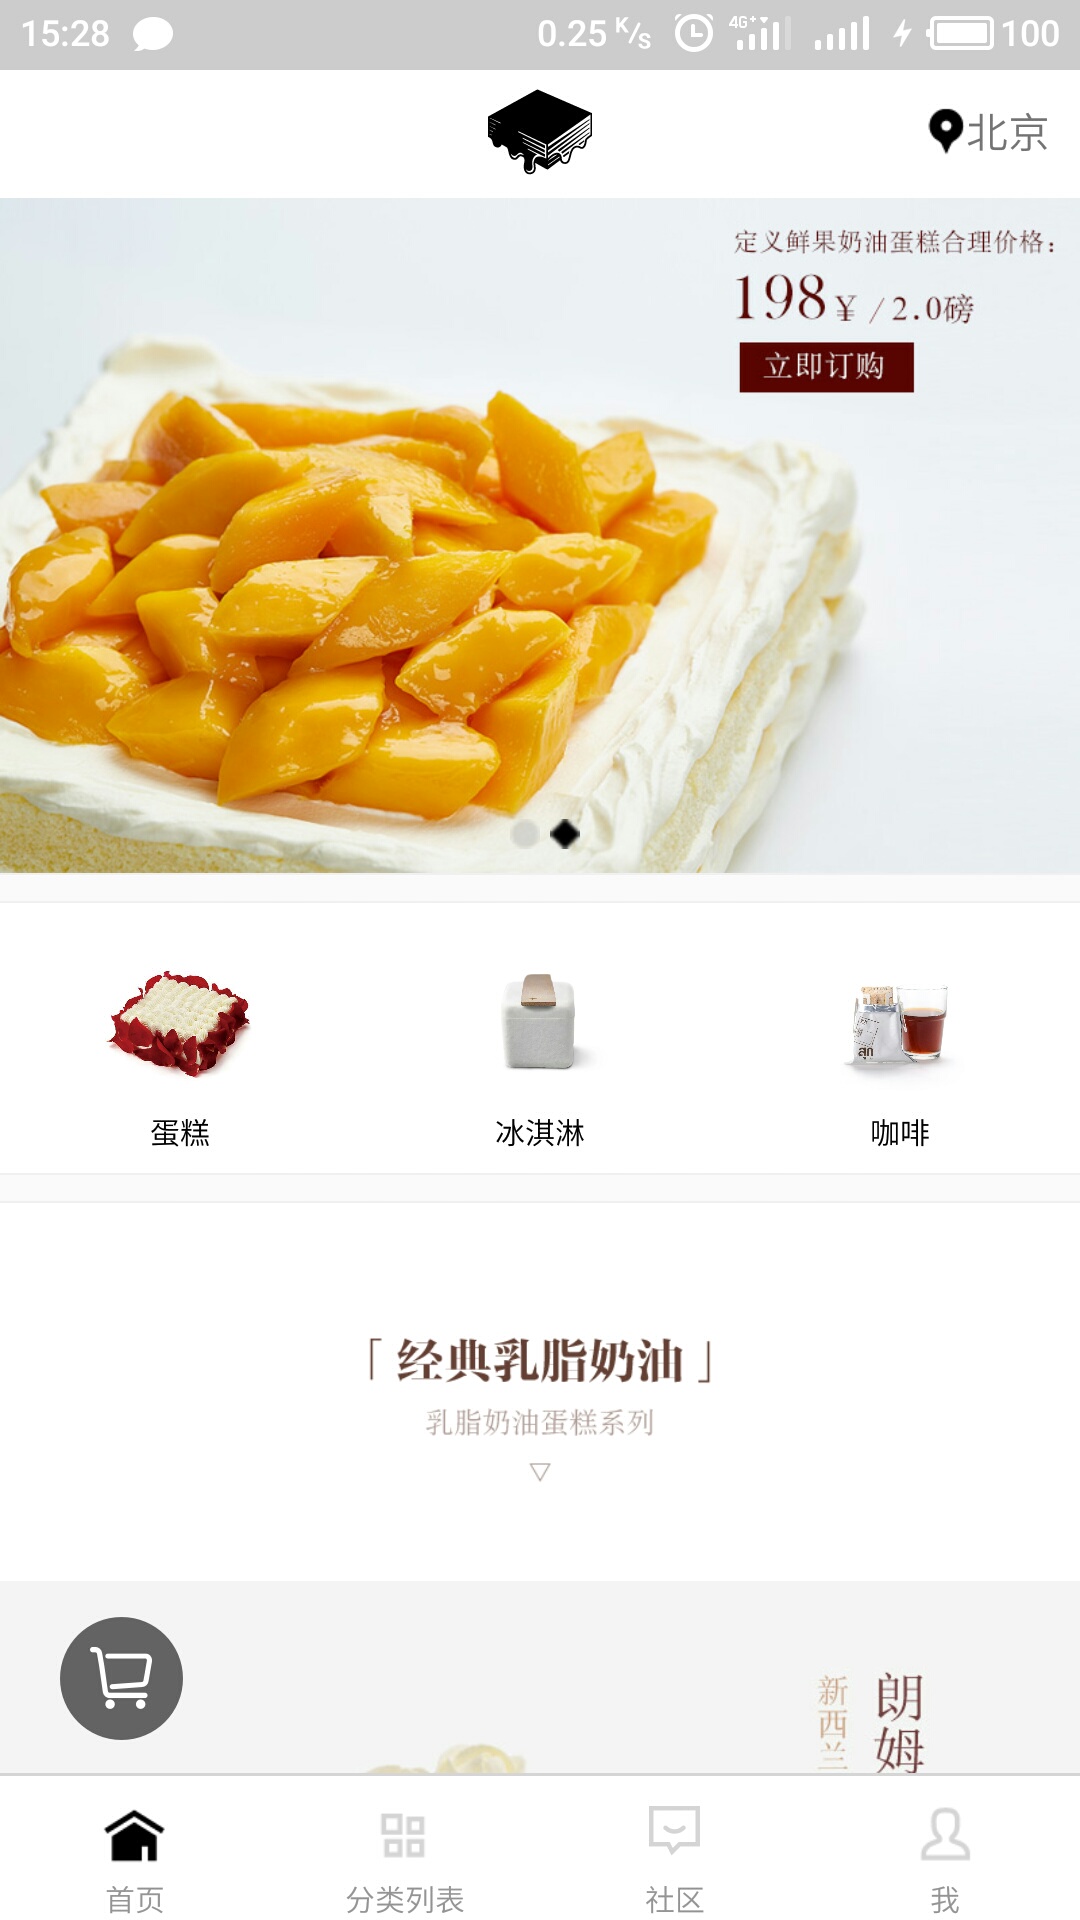 15:28
0.25 K/s
4G+
100
北京
定义鲜果奶油蛋糕合理价格：
198¥ / 2.0磅
立即订购
蛋糕
冰淇淋
咖啡
「经典乳脂奶油」
乳脂奶油蛋糕系列
朗姆
新西兰
首页
分类列表
社区
我